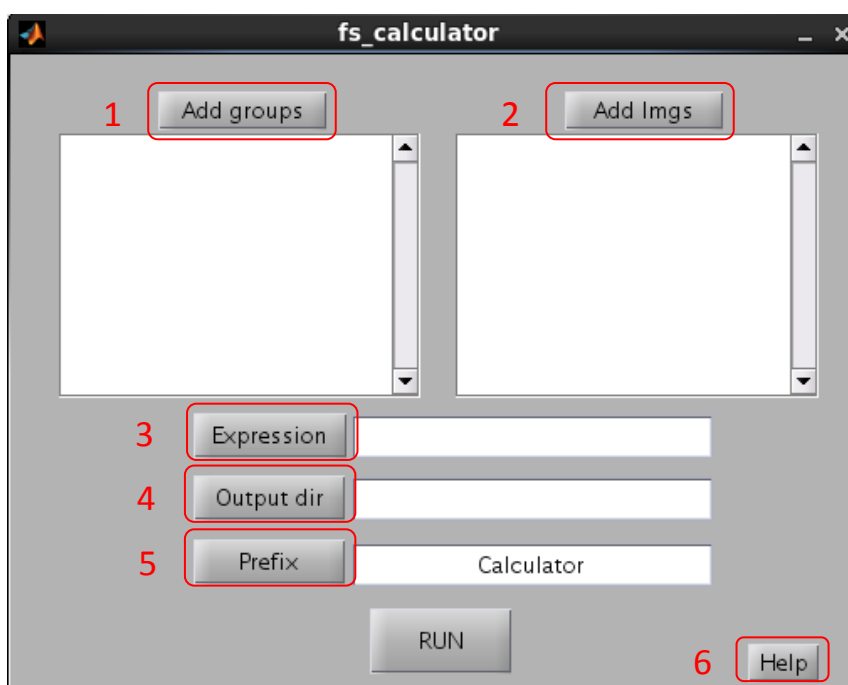 fs_calculator
1 Add groups 2 Add Imgs
3 Expression
4 Output dir
5 Prefix Calculator
RUN
6 Help